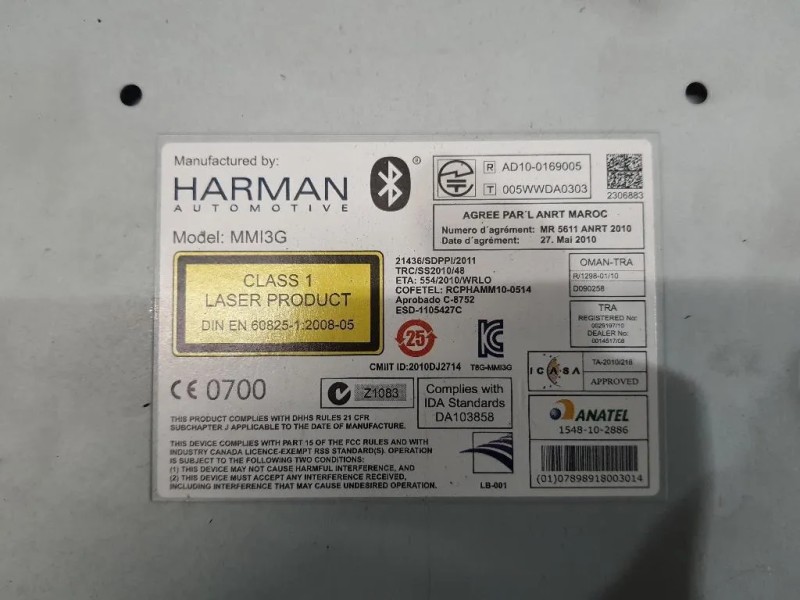 Manufactured by:
HARMAN
AUTOMOTIVE
Model: MMI3G
R AD10-0169005
T 005WWDA0303
2306883
AGREE PAR´L ANRT MAROC
Numero d´agrément: MR 5611 ANRT 2010
Date d´agrément: 27. Mai 2010
CLASS 1
LASER PRODUCT
DIN EN 60825-1:2008-05
21436/SDPPI/2011
TRC/SS2010/48
ETA: 554/2010/WRLO
COFETEL: RCPHAMM10-0514
Aprobado C-8752
ESD-1105427C
OMAN-TRA
R/1298-01/10
D090258
TRA
REGISTERED No:
0025197/10
DEALER No:
0014517/08
25
CMIIT ID:2010DJ2714
T8G-MMI3G
ICASA
TA-2010/218
APPROVED
CE 0700
Z1083
Complies with
IDA Standards
DA103858
ANATEL
1548-10-2886
(01)07898918003014
THIS PRODUCT COMPLIES WITH DHHS RULES 21 CFR
SUBCHAPTER J APPLICABLE TO THE DATE OF MANUFACTURE.
THIS DEVICE COMPLIES WITH PART 15 OF THE FCC RULES AND WITH
INDUSTRY CANADA LICENCE-EXEMPT RSS STANDARD(S). OPERATION
IS SUBJECT TO THE FOLLOWING TWO CONDITIONS:
(1) THIS DEVICE MAY NOT CAUSE HARMFUL INTERFERENCE, AND
(2) THIS DEVICE MUST ACCEPT ANY INTERFERENCE RECEIVED,
INCLUDING INTERFERENCE THAT MAY CAUSE UNDESIRED OPERATION.
LB-001